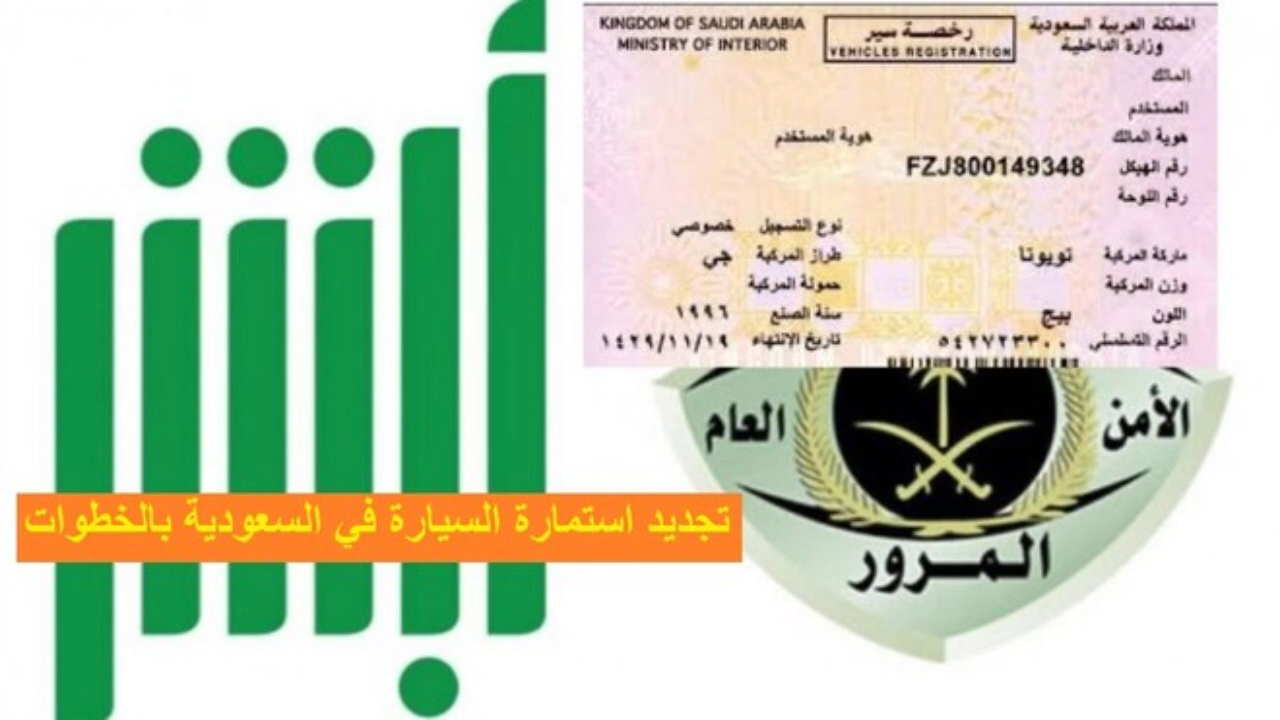 أبشر
KINGDOM OF SAUDI ARABIA
MINISTRY OF INTERIOR
رخصة سير
VEHICLES REGISTRATION
المملكة العربية السعودية
وزارة الداخلية
المالك
المستخدم
هوية المالك هوية المستخدم
رقم الهيكل FZJ800149348
رقم اللوحة
نوع التسجيل خصوصي
ماركة المركبة تويوتا طراز المركبة جي
وزن المركبة حمولة المركبة
اللون بيج سنة الصنع ١٩٩٦
الرقم التسلسلي ٥٤٢٧٢٣٣٠٠ تاريخ الإنتهاء ١٤٢٩/١١/١٩
الأمن العام
المرور
تجديد استمارة السيارة في السعودية بالخطوات